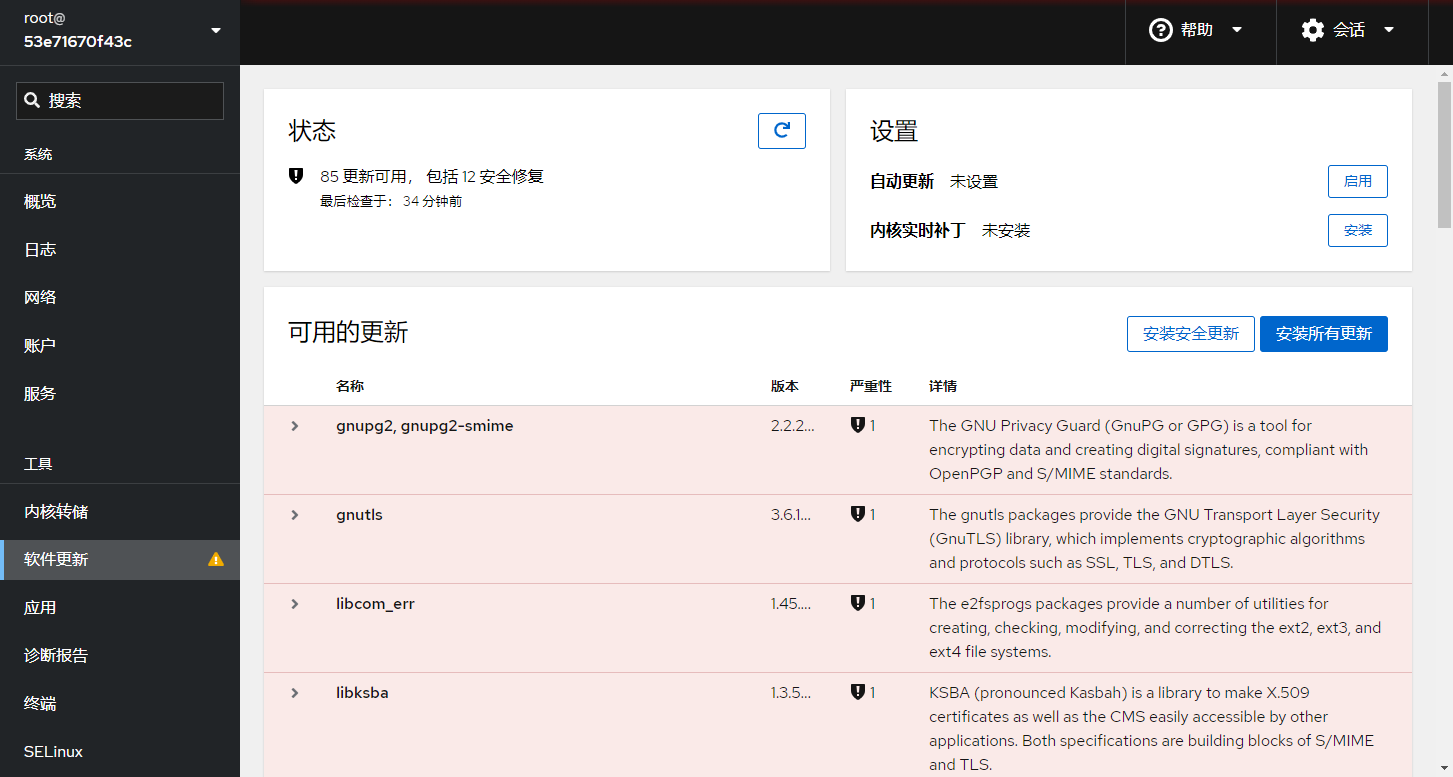 root@
53e71670f43c
帮助
会话
搜索
系统
概览
日志
网络
账户
服务
工具
内核转储
软件更新
应用
诊断报告
终端
SELinux
状态
85 更新可用， 包括 12 安全修复
最后检查于： 34 分钟前
设置
自动更新 未设置
启用
内核实时补丁 未安装
安装
可用的更新
安装安全更新
安装所有更新
名称 版本 严重性 详情
gnupg2, gnupg2-smime 2.2.2... 1 The GNU Privacy Guard (GnuPG or GPG) is a tool for
encrypting data and creating digital signatures, compliant with
OpenPGP and S/MIME standards.
gnutls 3.6.1... 1 The gnutls packages provide the GNU Transport Layer Security
(GnuTLS) library, which implements cryptographic algorithms
and protocols such as SSL, TLS, and DTLS.
libcom_err 1.45.... 1 The e2fsprogs packages provide a number of utilities for
creating, checking, modifying, and correcting the ext2, ext3, and
ext4 file systems.
libksba 1.3.5... 1 KSBA (pronounced Kasbah) is a library to make X.509
certificates as well as the CMS easily accessible by other
applications. Both specifications are building blocks of S/MIME
and TLS.